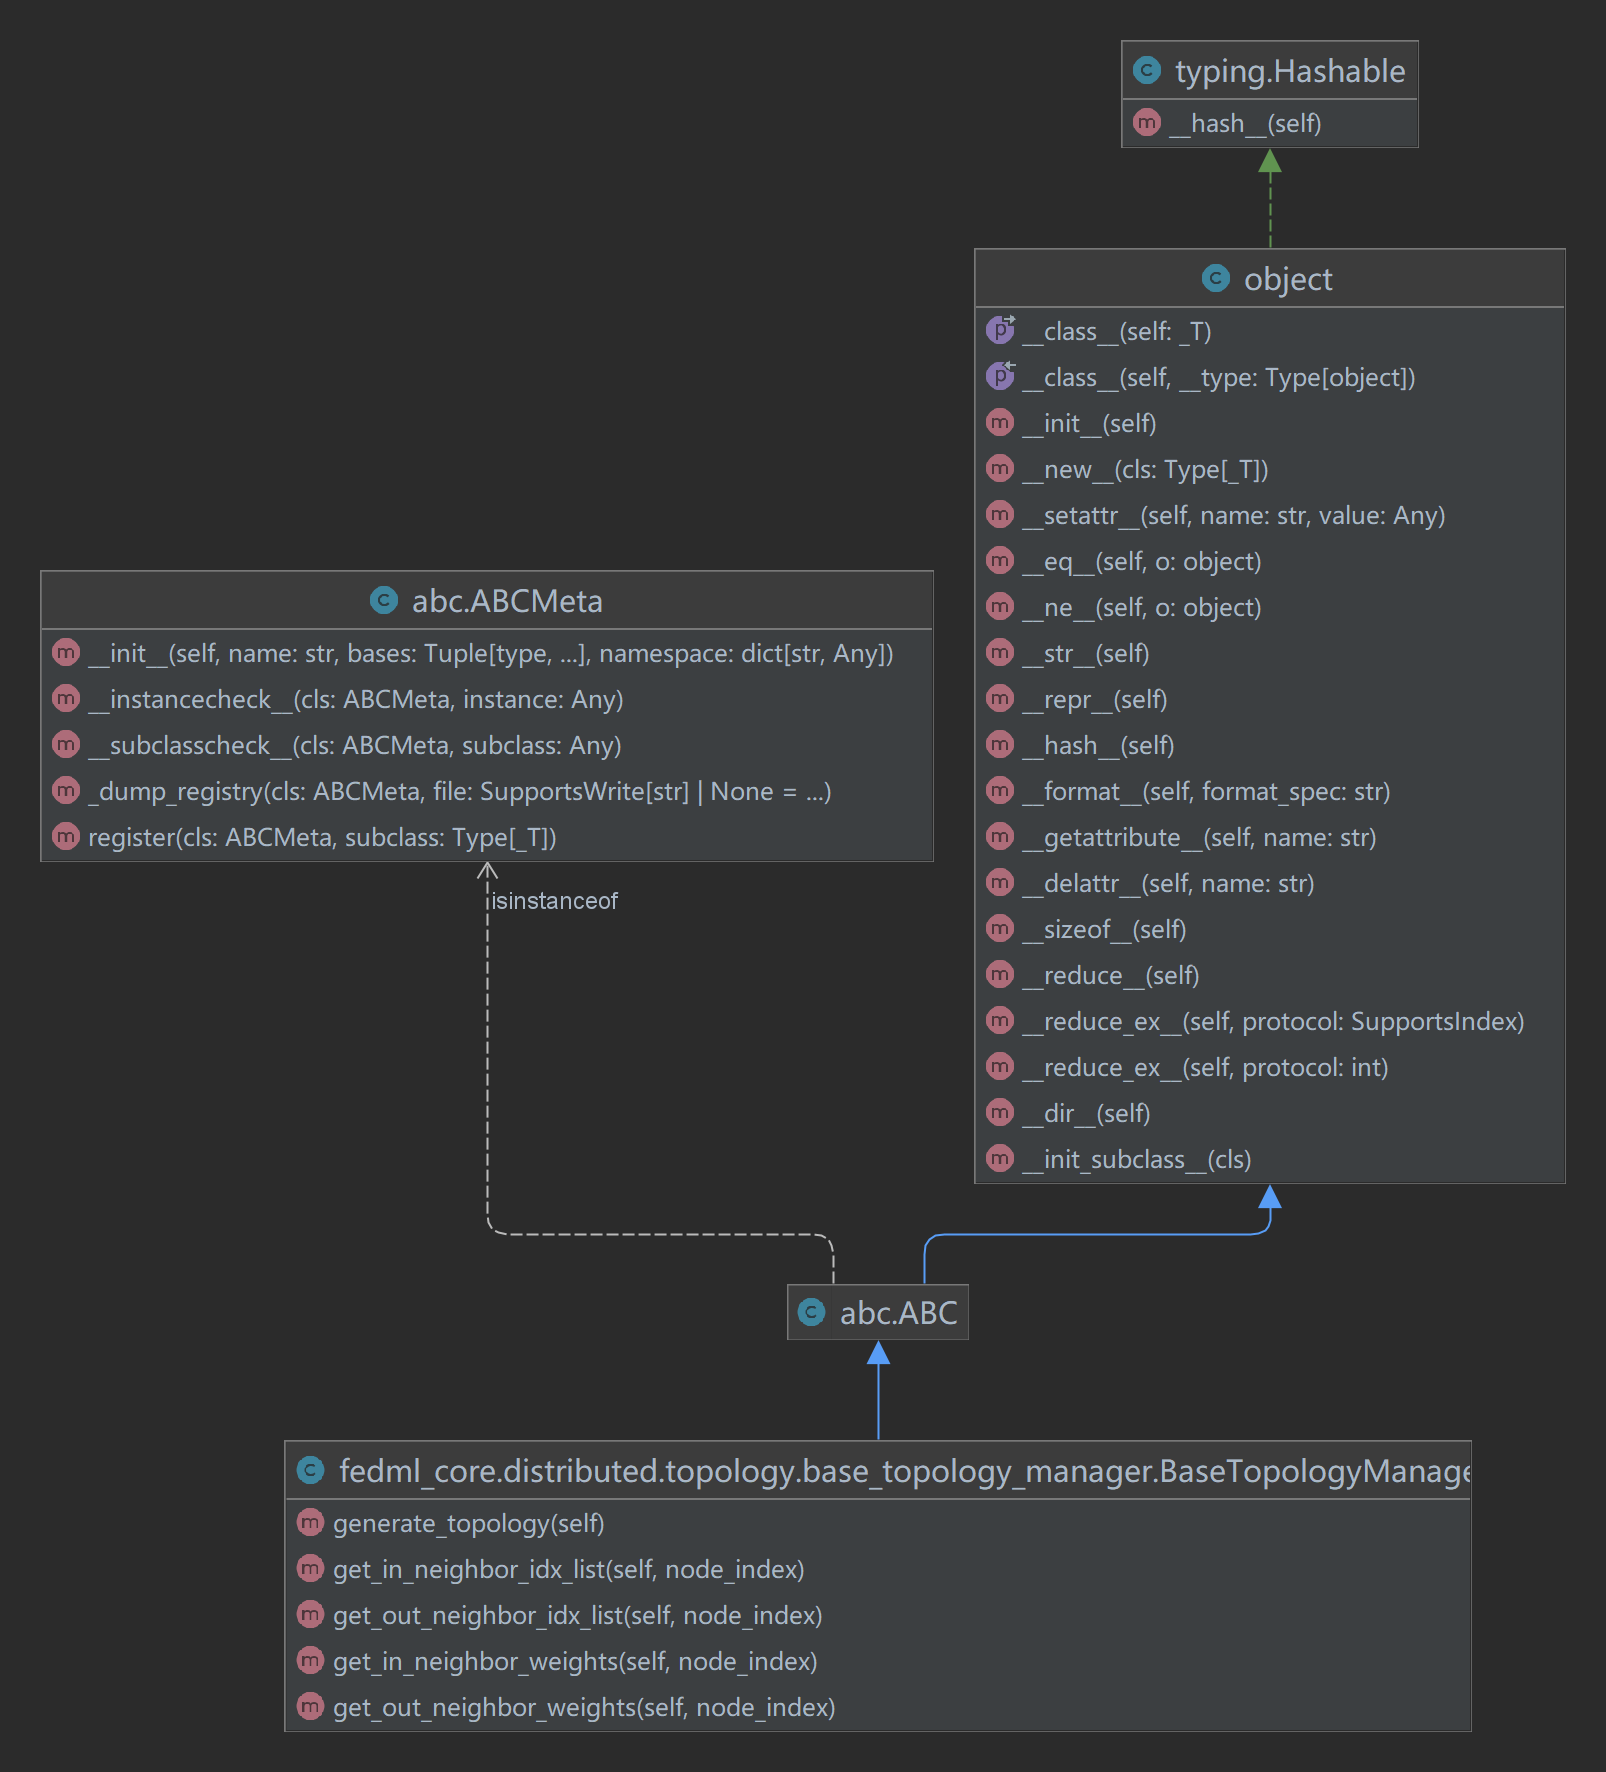 typing.Hashable
__hash__(self)
object
__class__(self: _T)
__class__(self, __type: Type[object])
__init__(self)
__new__(cls: Type[_T])
__setattr__(self, name: str, value: Any)
__eq__(self, o: object)
__ne__(self, o: object)
__str__(self)
__repr__(self)
__hash__(self)
__format__(self, format_spec: str)
__getattribute__(self, name: str)
__delattr__(self, name: str)
__sizeof__(self)
__reduce__(self)
__reduce_ex__(self, protocol: SupportsIndex)
__reduce_ex__(self, protocol: int)
__dir__(self)
__init_subclass__(cls)
abc.ABCMeta
__init__(self, name: str, bases: Tuple[type, ...], namespace: dict[str, Any])
__instancecheck__(cls: ABCMeta, instance: Any)
__subclasscheck__(cls: ABCMeta, subclass: Any)
_dump_registry(cls: ABCMeta, file: SupportsWrite[str] | None = ...)
register(cls: ABCMeta, subclass: Type[_T])
isinstanceof
abc.ABC
fedml_core.distributed.topology.base_topology_manager.BaseTopologyManage
generate_topology(self)
get_in_neighbor_idx_list(self, node_index)
get_out_neighbor_idx_list(self, node_index)
get_in_neighbor_weights(self, node_index)
get_out_neighbor_weights(self, node_index)